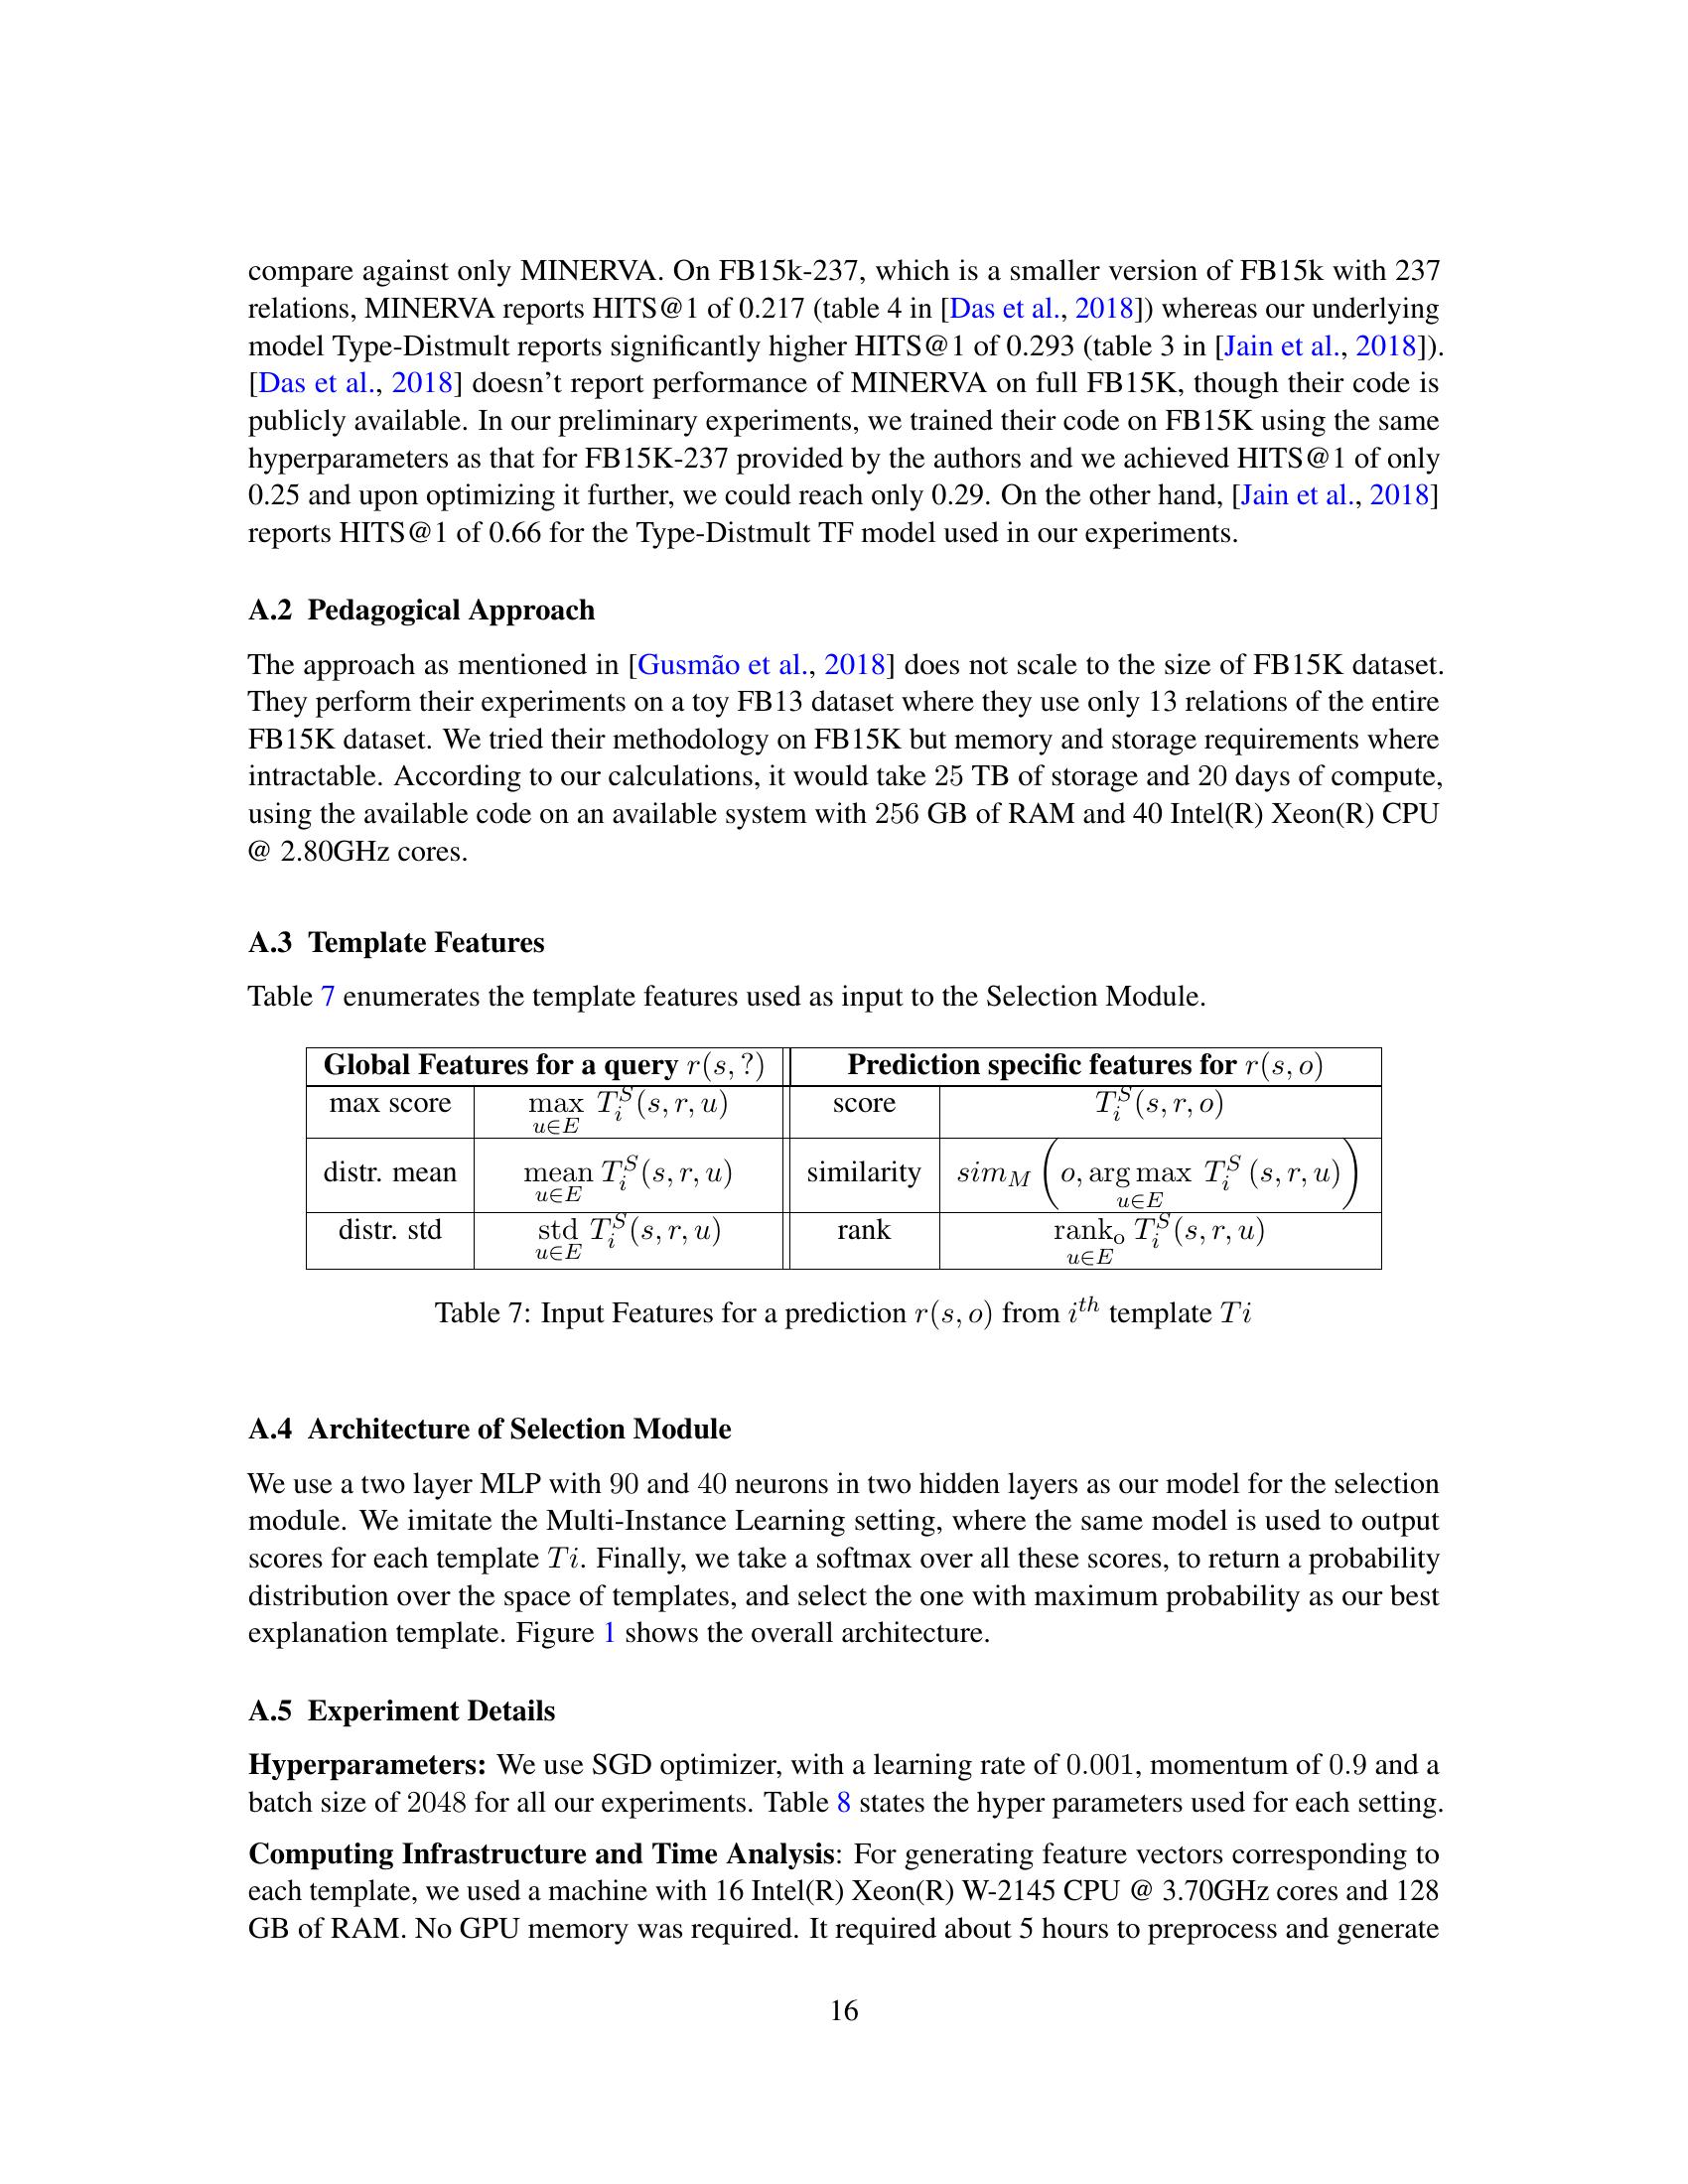 compare against only MINERVA. On FB15k-237, which is a smaller version of FB15k with 237
relations, MINERVA reports HITS@1 of 0.217 (table 4 in [Das et al., 2018]) whereas our underlying
model Type-Distmult reports significantly higher HITS@1 of 0.293 (table 3 in [Jain et al., 2018]).
[Das et al., 2018] doesn't report performance of MINERVA on full FB15K, though their code is
publicly available. In our preliminary experiments, we trained their code on FB15K using the same
hyperparameters as that for FB15K-237 provided by the authors and we achieved HITS@1 of only
0.25 and upon optimizing it further, we could reach only 0.29. On the other hand, [Jain et al., 2018]
reports HITS@1 of 0.66 for the Type-Distmult TF model used in our experiments.
A.2 Pedagogical Approach
The approach as mentioned in [Gusmão et al., 2018] does not scale to the size of FB15K dataset.
They perform their experiments on a toy FB13 dataset where they use only 13 relations of the entire
FB15K dataset. We tried their methodology on FB15K but memory and storage requirements where
intractable. According to our calculations, it would take 25 TB of storage and 20 days of compute,
using the available code on an available system with 256 GB of RAM and 40 Intel(R) Xeon(R) CPU
@ 2.80GHz cores.
A.3 Template Features
Table 7 enumerates the template features used as input to the Selection Module.
Global Features for a query r(s, ?) Prediction specific features for r(s, o)
max score max_{u∈E} T_i^S(s, r, u) score T_i^S(s, r, o)
distr. mean mean_{u∈E} T_i^S(s, r, u) similarity sim_M (o, arg max_{u∈E} T_i^S (s, r, u))
distr. std std_{u∈E} T_i^S(s, r, u) rank rank_o_{u∈E} T_i^S(s, r, u)
Table 7: Input Features for a prediction r(s, o) from i^{th} template Ti
A.4 Architecture of Selection Module
We use a two layer MLP with 90 and 40 neurons in two hidden layers as our model for the selection
module. We imitate the Multi-Instance Learning setting, where the same model is used to output
scores for each template Ti. Finally, we take a softmax over all these scores, to return a probability
distribution over the space of templates, and select the one with maximum probability as our best
explanation template. Figure 1 shows the overall architecture.
A.5 Experiment Details
Hyperparameters: We use SGD optimizer, with a learning rate of 0.001, momentum of 0.9 and a
batch size of 2048 for all our experiments. Table 8 states the hyper parameters used for each setting.
Computing Infrastructure and Time Analysis: For generating feature vectors corresponding to
each template, we used a machine with 16 Intel(R) Xeon(R) W-2145 CPU @ 3.70GHz cores and 128
GB of RAM. No GPU memory was required. It required about 5 hours to preprocess and generate
16